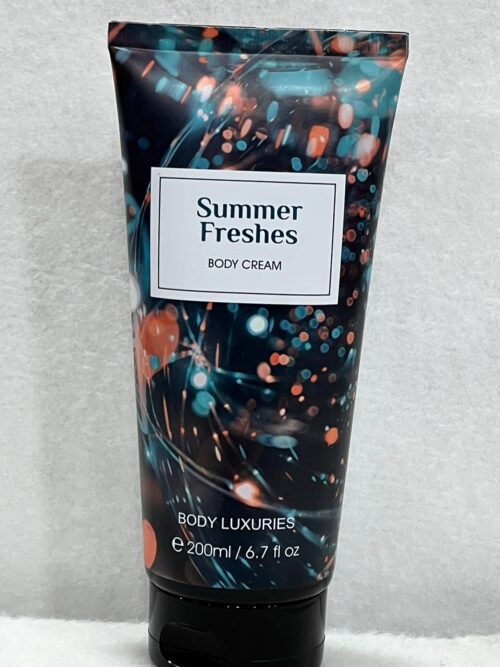 Summer
Freshes
BODY CREAM
BODY LUXURIES
℮ 200ml / 6.7 fl oz